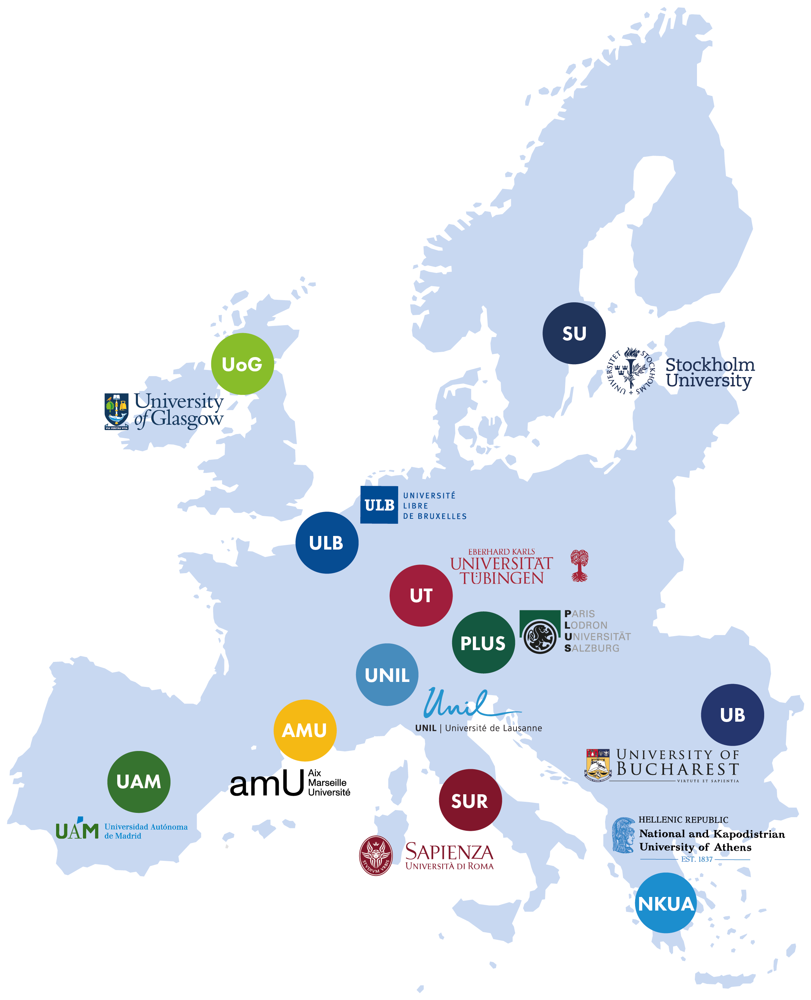 SU
UNIVERSITET STOCKHOLMS
Stockholm
University
UoG
University
of Glasgow
VIA VERITAS VITA
ULB
UNIVERSITÉ
LIBRE
DE BRUXELLES
ULB
EBERHARD KARLS
UNIVERSITÄT
TÜBINGEN
UT
PLUS
PARIS
LODRON
UNIVERSITÄT
SALZBURG
UNIL
Unil
UNIL | Université de Lausanne
AMU
amU
Aix
Marseille
Université
UB
UNIVERSITY OF
BUCHAREST
VIRTUTE ET SAPIENTIA
UAM
UAM
Universidad Autónoma
de Madrid
SUR
STVDIVM VRBIS
SAPIENZA
UNIVERSITÀ DI ROMA
HELLENIC REPUBLIC
National and Kapodistrian
University of Athens
EST. 1837
NKUA